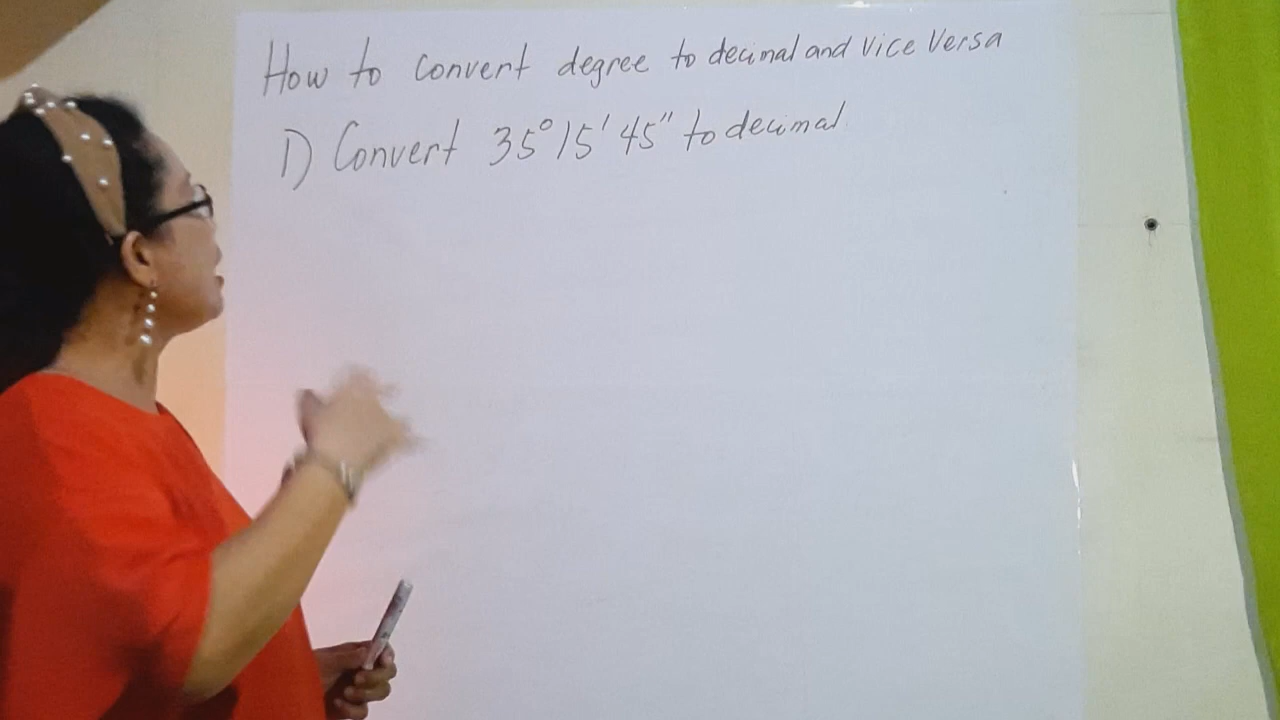 How to convert degree to decimal and Vice Versa
1) Convert 35° 15' 45" to decimal